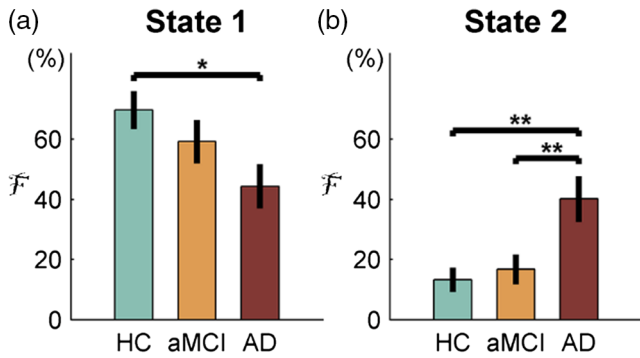 (a) State 1
(%)
*
60
40
20
0
ℱ
HC aMCI AD
(b) State 2
(%)
**
**
60
40
20
0
ℱ
HC aMCI AD